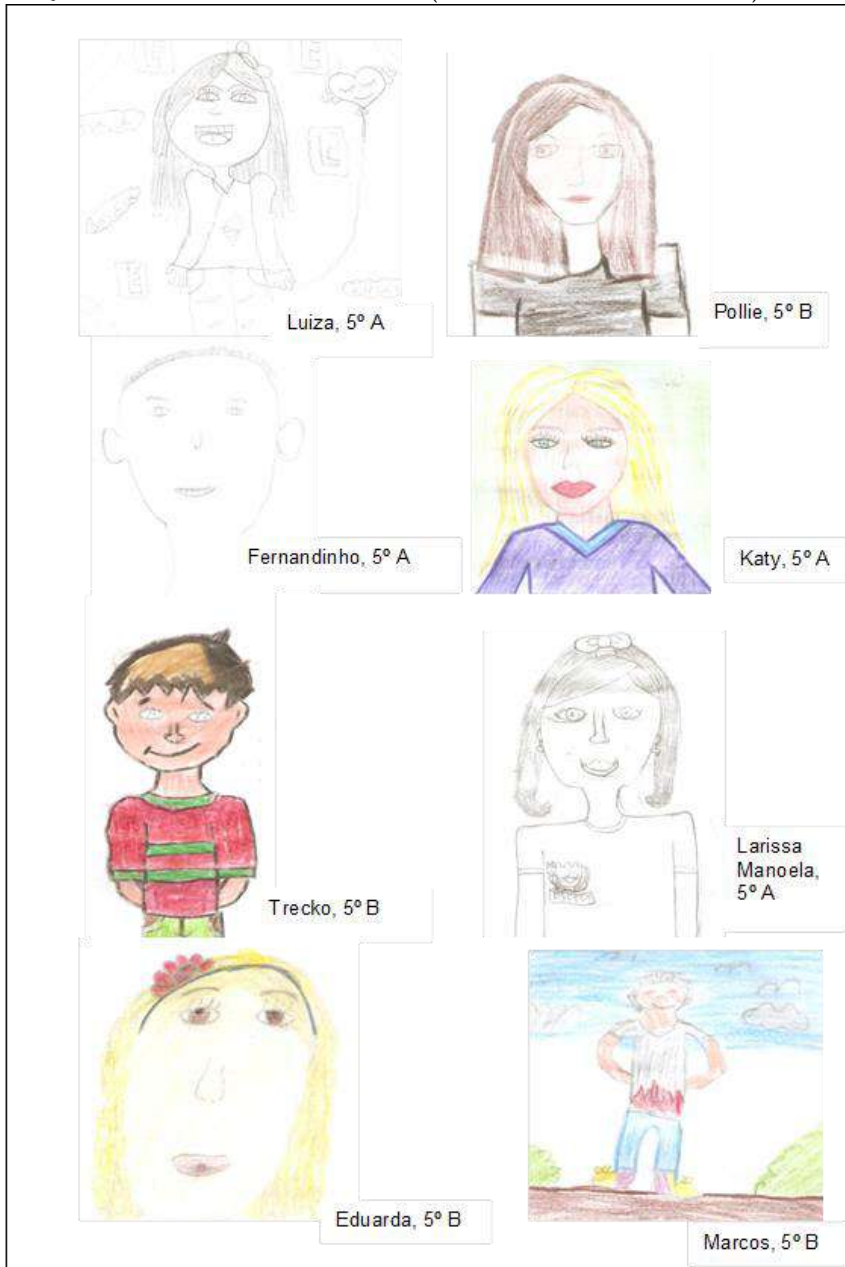 Luiza, 5º A
Pollie, 5º B
Fernandinho, 5º A
Katy, 5º A
Trecko, 5º B
Larissa
Manoela,
5º A
Eduarda, 5º B
Marcos, 5º B